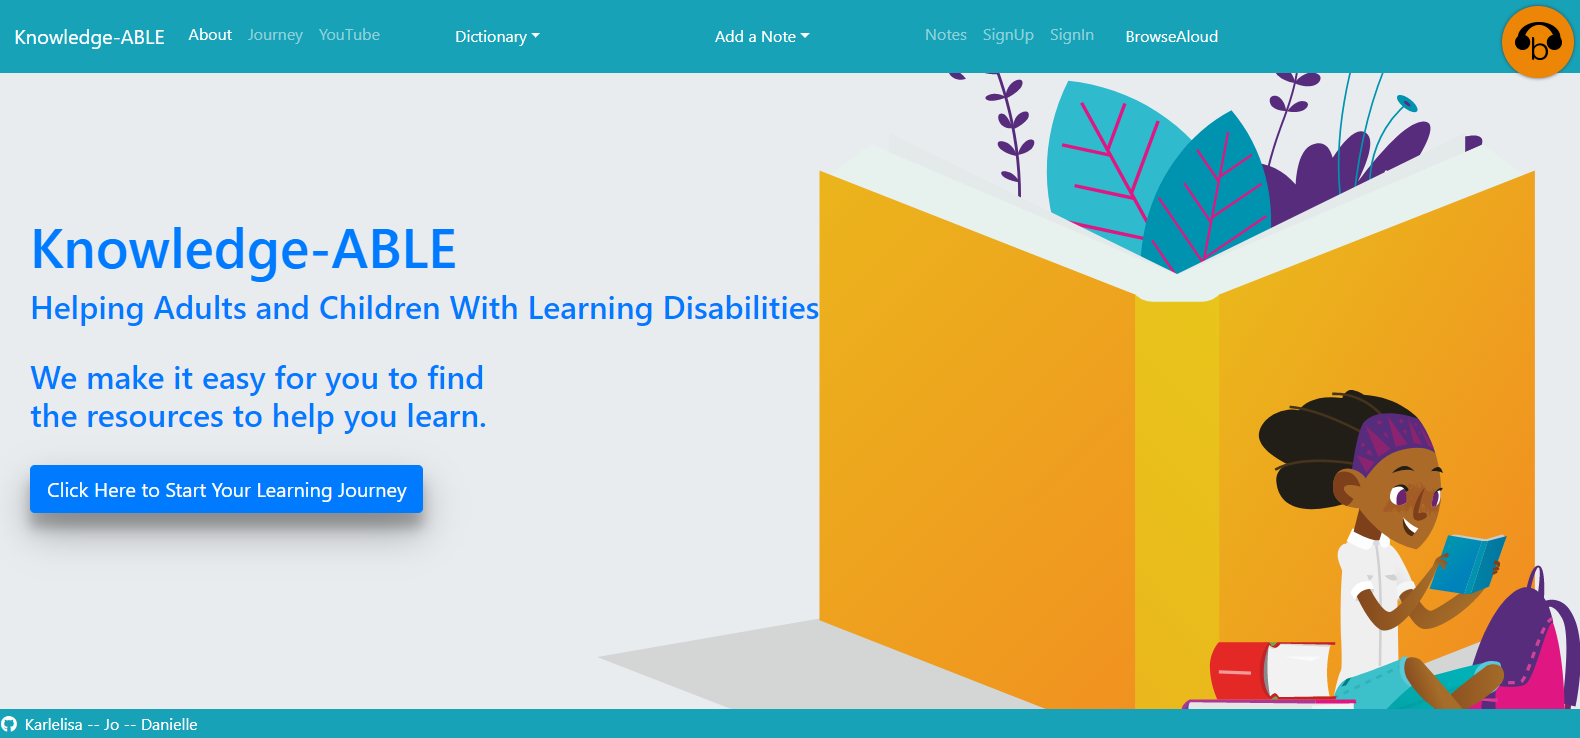 Knowledge-ABLE About Journey YouTube Dictionary Add a Note Notes SignUp SignIn BrowseAloud b
Knowledge-ABLE
Helping Adults and Children With Learning Disabilities
We make it easy for you to find
the resources to help you learn.
Click Here to Start Your Learning Journey
Karlelisa -- Jo -- Danielle